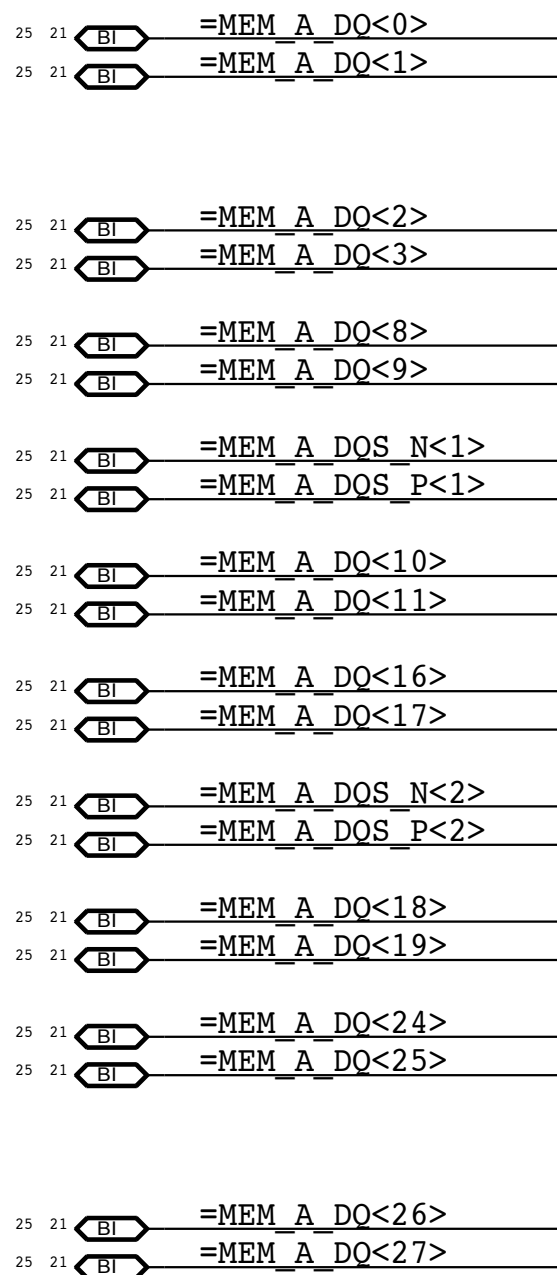 25 21 BI =MEM_A_DQ<0>
25 21 BI =MEM_A_DQ<1>
25 21 BI =MEM_A_DQ<2>
25 21 BI =MEM_A_DQ<3>
25 21 BI =MEM_A_DQ<8>
25 21 BI =MEM_A_DQ<9>
25 21 BI =MEM_A_DQS_N<1>
25 21 BI =MEM_A_DQS_P<1>
25 21 BI =MEM_A_DQ<10>
25 21 BI =MEM_A_DQ<11>
25 21 BI =MEM_A_DQ<16>
25 21 BI =MEM_A_DQ<17>
25 21 BI =MEM_A_DQS_N<2>
25 21 BI =MEM_A_DQS_P<2>
25 21 BI =MEM_A_DQ<18>
25 21 BI =MEM_A_DQ<19>
25 21 BI =MEM_A_DQ<24>
25 21 BI =MEM_A_DQ<25>
25 21 BI =MEM_A_DQ<26>
25 21 BI =MEM_A_DQ<27>